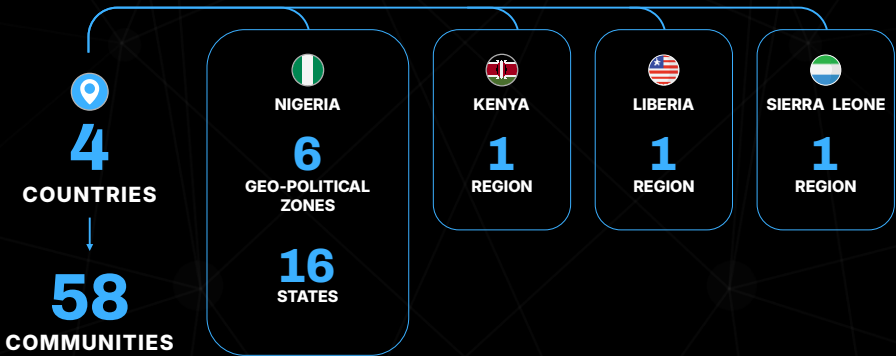 4
COUNTRIES
58
COMMUNITIES
NIGERIA
6
GEO-POLITICAL
ZONES
16
STATES
KENYA
1
REGION
LIBERIA
1
REGION
SIERRA LEONE
1
REGION